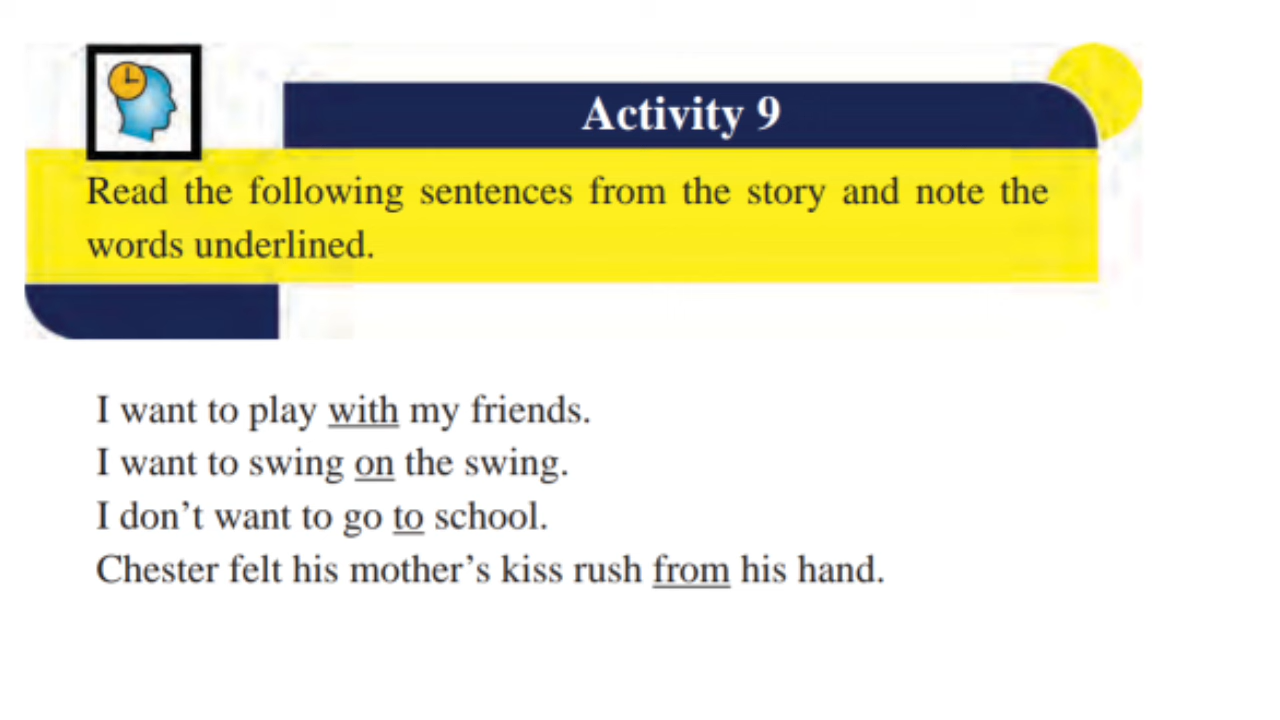 Activity 9
Read the following sentences from the story and note the
words underlined.
I want to play with my friends.
I want to swing on the swing.
I don’t want to go to school.
Chester felt his mother’s kiss rush from his hand.